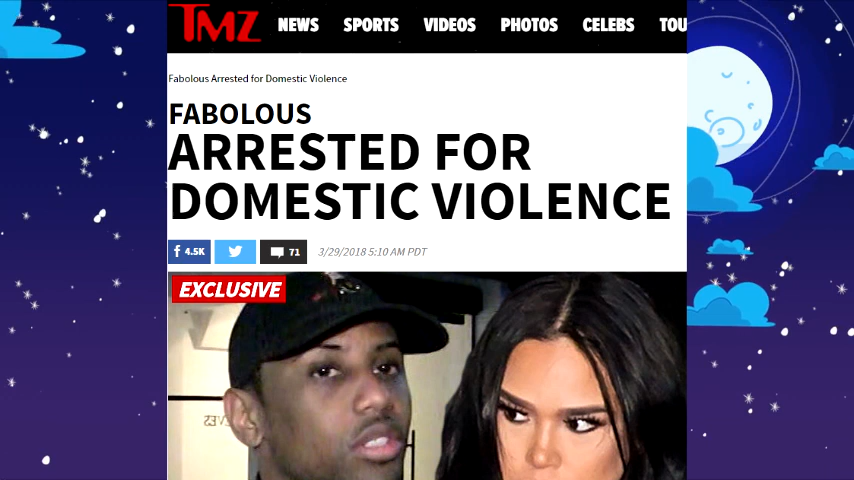 TMZ NEWS SPORTS VIDEOS PHOTOS CELEBS TOU
Fabolous Arrested for Domestic Violence
FABOLOUS
ARRESTED FOR
DOMESTIC VIOLENCE
f 4.5K 71 3/29/2018 5:10 AM PDT
EXCLUSIVE